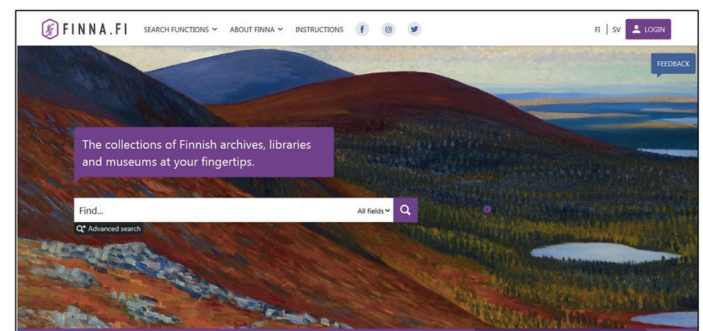 FINNA.FI SEARCH FUNCTIONS ABOUT FINNA INSTRUCTIONS FI | SV LOGIN
FEEDBACK
The collections of Finnish archives, libraries
and museums at your fingertips.
Find... All fields
Advanced search